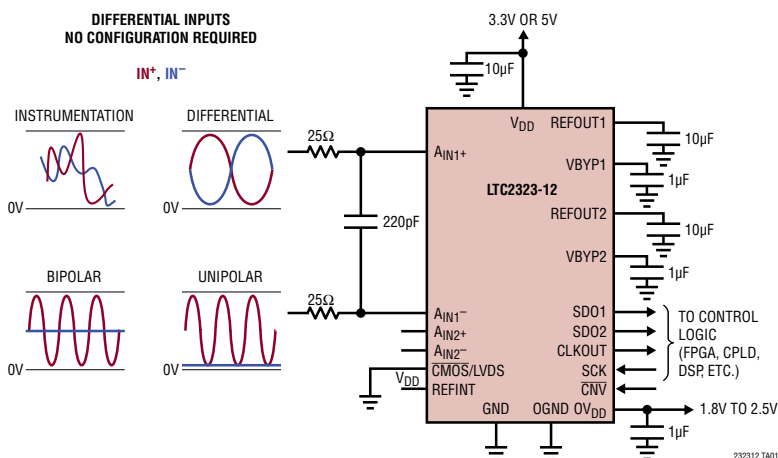 DIFFERENTIAL INPUTS
NO CONFIGURATION REQUIRED
IN+, IN−
INSTRUMENTATION
DIFFERENTIAL
0V
0V
BIPOLAR
UNIPOLAR
0V
0V
25Ω
220pF
25Ω
3.3V OR 5V
10µF
VDD
AIN1+
LTC2323-12
AIN1−
AIN2+
AIN2−
CMOS/LVDS
VDD
REFINT
GND
OGND
OVDD
REFOUT1
10µF
VBYP1
1µF
REFOUT2
10µF
VBYP2
1µF
SDO1
SDO2
CLKOUT
SCK
CNV
TO CONTROL
LOGIC
(FPGA, CPLD,
DSP, ETC.)
1.8V TO 2.5V
1µF
232312 TA01